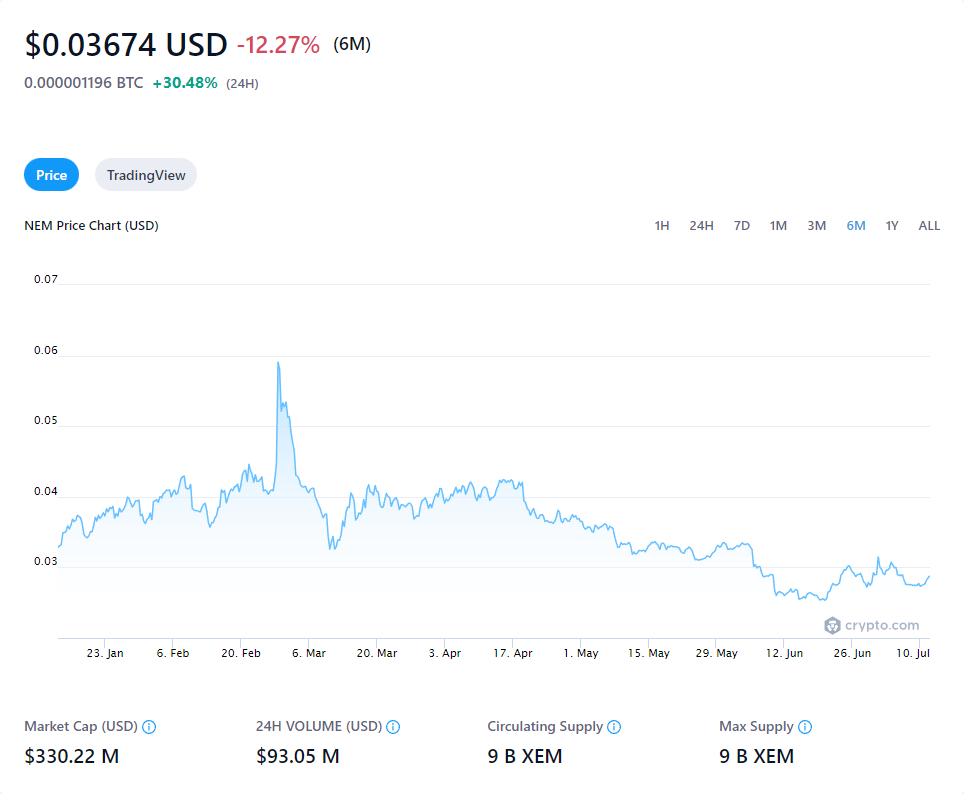 $0.03674 USD -12.27% (6M)
0.000001196 BTC +30.48% (24H)
Price TradingView
NEM Price Chart (USD) 1H 24H 7D 1M 3M 6M 1Y ALL
0.07
0.06
0.05
0.04
0.03
crypto.com
23. Jan 6. Feb 20. Feb 6. Mar 20. Mar 3. Apr 17. Apr 1. May 15. May 29. May 12. Jun 26. Jun 10. Jul
Market Cap (USD) 24H VOLUME (USD) Circulating Supply Max Supply
$330.22 M $93.05 M 9 B XEM 9 B XEM